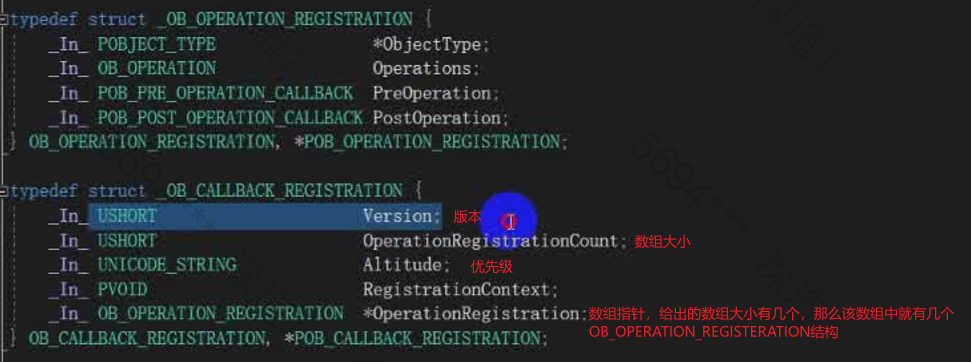 typedef struct _OB_OPERATION_REGISTRATION {
_In_ POBJECT_TYPE *ObjectType;
_In_ OB_OPERATION Operations;
_In_ POB_PRE_OPERATION_CALLBACK PreOperation;
_In_ POB_POST_OPERATION_CALLBACK PostOperation;
} OB_OPERATION_REGISTRATION, *POB_OPERATION_REGISTRATION;
typedef struct _OB_CALLBACK_REGISTRATION {
_In_ USHORT Version; 版本
_In_ USHORT OperationRegistrationCount; 数组大小
_In_ UNICODE_STRING Altitude; 优先级
_In_ PVOID RegistrationContext;
_In_ OB_OPERATION_REGISTRATION *OperationRegistration; 数组指针，给出的数组大小有几个，那么该数组中就有几个
OB_OPERATION_REGISTERATION结构
} OB_CALLBACK_REGISTRATION, *POB_CALLBACK_REGISTRATION;